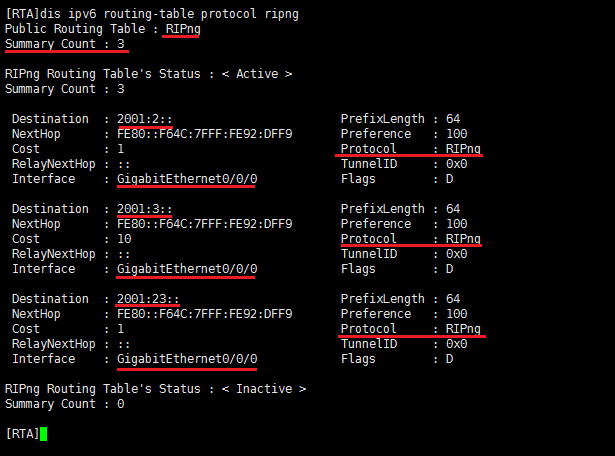 [RTA]dis ipv6 routing-table protocol ripng
Public Routing Table : RIPng
Summary Count : 3
RIPng Routing Table's Status : < Active >
Summary Count : 3
Destination : 2001:2:: PrefixLength : 64
NextHop : FE80::F64C:7FFF:FE92:DFF9 Preference : 100
Cost : 1 Protocol : RIPng
RelayNextHop : :: TunnelID : 0x0
Interface : GigabitEthernet0/0/0 Flags : D
Destination : 2001:3:: PrefixLength : 64
NextHop : FE80::F64C:7FFF:FE92:DFF9 Preference : 100
Cost : 10 Protocol : RIPng
RelayNextHop : :: TunnelID : 0x0
Interface : GigabitEthernet0/0/0 Flags : D
Destination : 2001:23:: PrefixLength : 64
NextHop : FE80::F64C:7FFF:FE92:DFF9 Preference : 100
Cost : 1 Protocol : RIPng
RelayNextHop : :: TunnelID : 0x0
Interface : GigabitEthernet0/0/0 Flags : D
RIPng Routing Table's Status : < Inactive >
Summary Count : 0
[RTA]